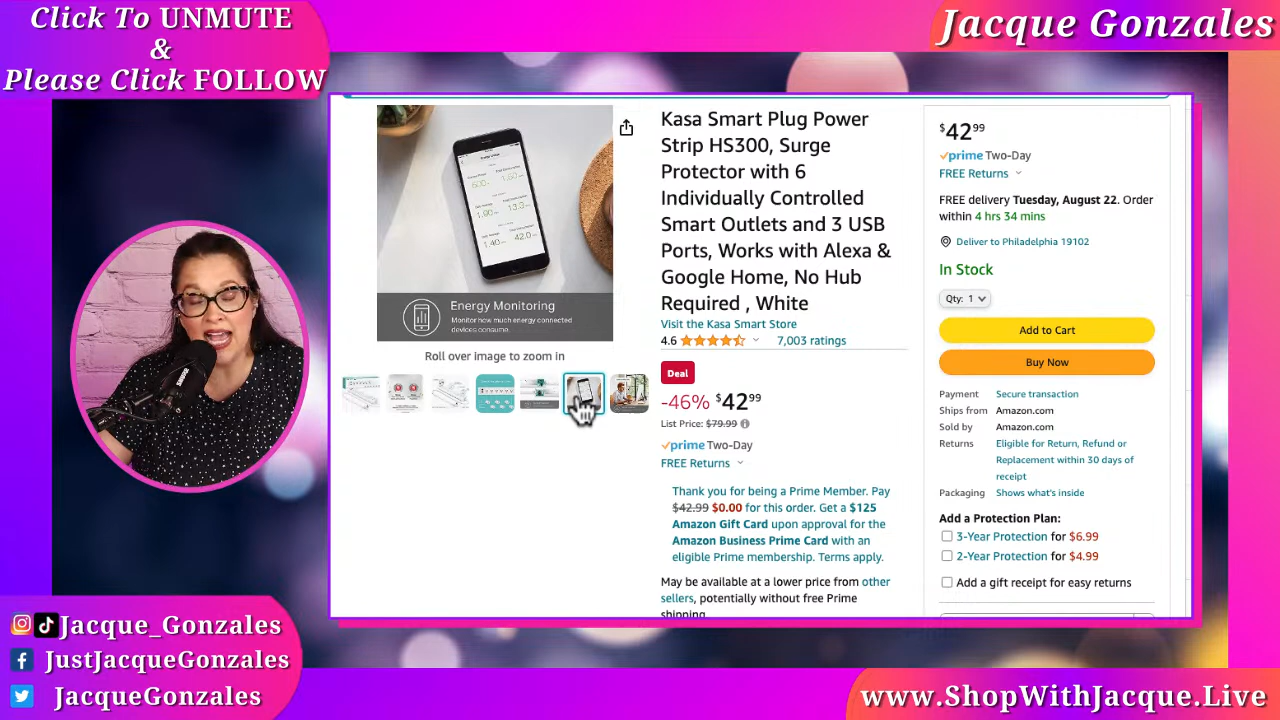 Click To UNMUTE
&
Please Click FOLLOW
Jacque Gonzales
Energy Monitoring
Monitor how much energy connected
devices consume.
Roll over image to zoom in
Kasa Smart Plug Power
Strip HS300, Surge
Protector with 6
Individually Controlled
Smart Outlets and 3 USB
Ports, Works with Alexa &
Google Home, No Hub
Required , White
Visit the Kasa Smart Store
4.6
7,003 ratings
Deal
-46% $42⁹⁹
List Price: $79.99
prime Two-Day
FREE Returns
Thank you for being a Prime Member. Pay
$42.99 $0.00 for this order. Get a $125
Amazon Gift Card upon approval for the
Amazon Business Prime Card with an
eligible Prime membership. Terms apply.
May be available at a lower price from other
sellers, potentially without free Prime
shipping.
$42⁹⁹
prime Two-Day
FREE Returns
FREE delivery Tuesday, August 22. Order
within 4 hrs 34 mins
Deliver to Philadelphia 19102
In Stock
Qty: 1
Add to Cart
Buy Now
Payment Secure transaction
Ships from Amazon.com
Sold by Amazon.com
Returns Eligible for Return, Refund or
Replacement within 30 days of
receipt
Packaging Shows what's inside
Add a Protection Plan:
3-Year Protection for $6.99
2-Year Protection for $4.99
Add a gift receipt for easy returns
Jacque_Gonzales
JustJacqueGonzales
JacqueGonzales
www.ShopWithJacque.Live